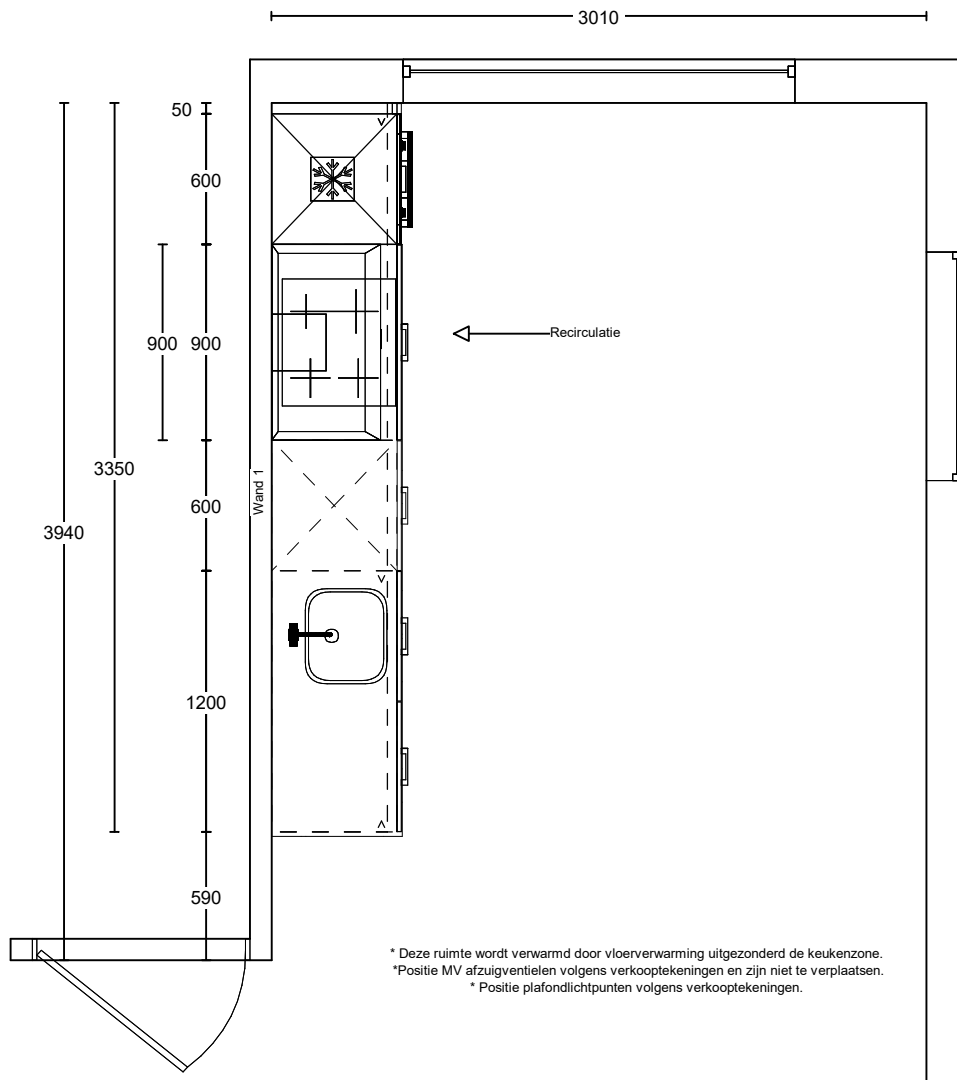 3010
50
600
900
900
Recirculatie
3350
Wand 1
600
3940
1200
590
* Deze ruimte wordt verwarmd door vloerverwarming uitgezonderd de keukenzone.
*Positie MV afzuigventielen volgens verkooptekeningen en zijn niet te verplaatsen.
* Positie plafondlichtpunten volgens verkooptekeningen.